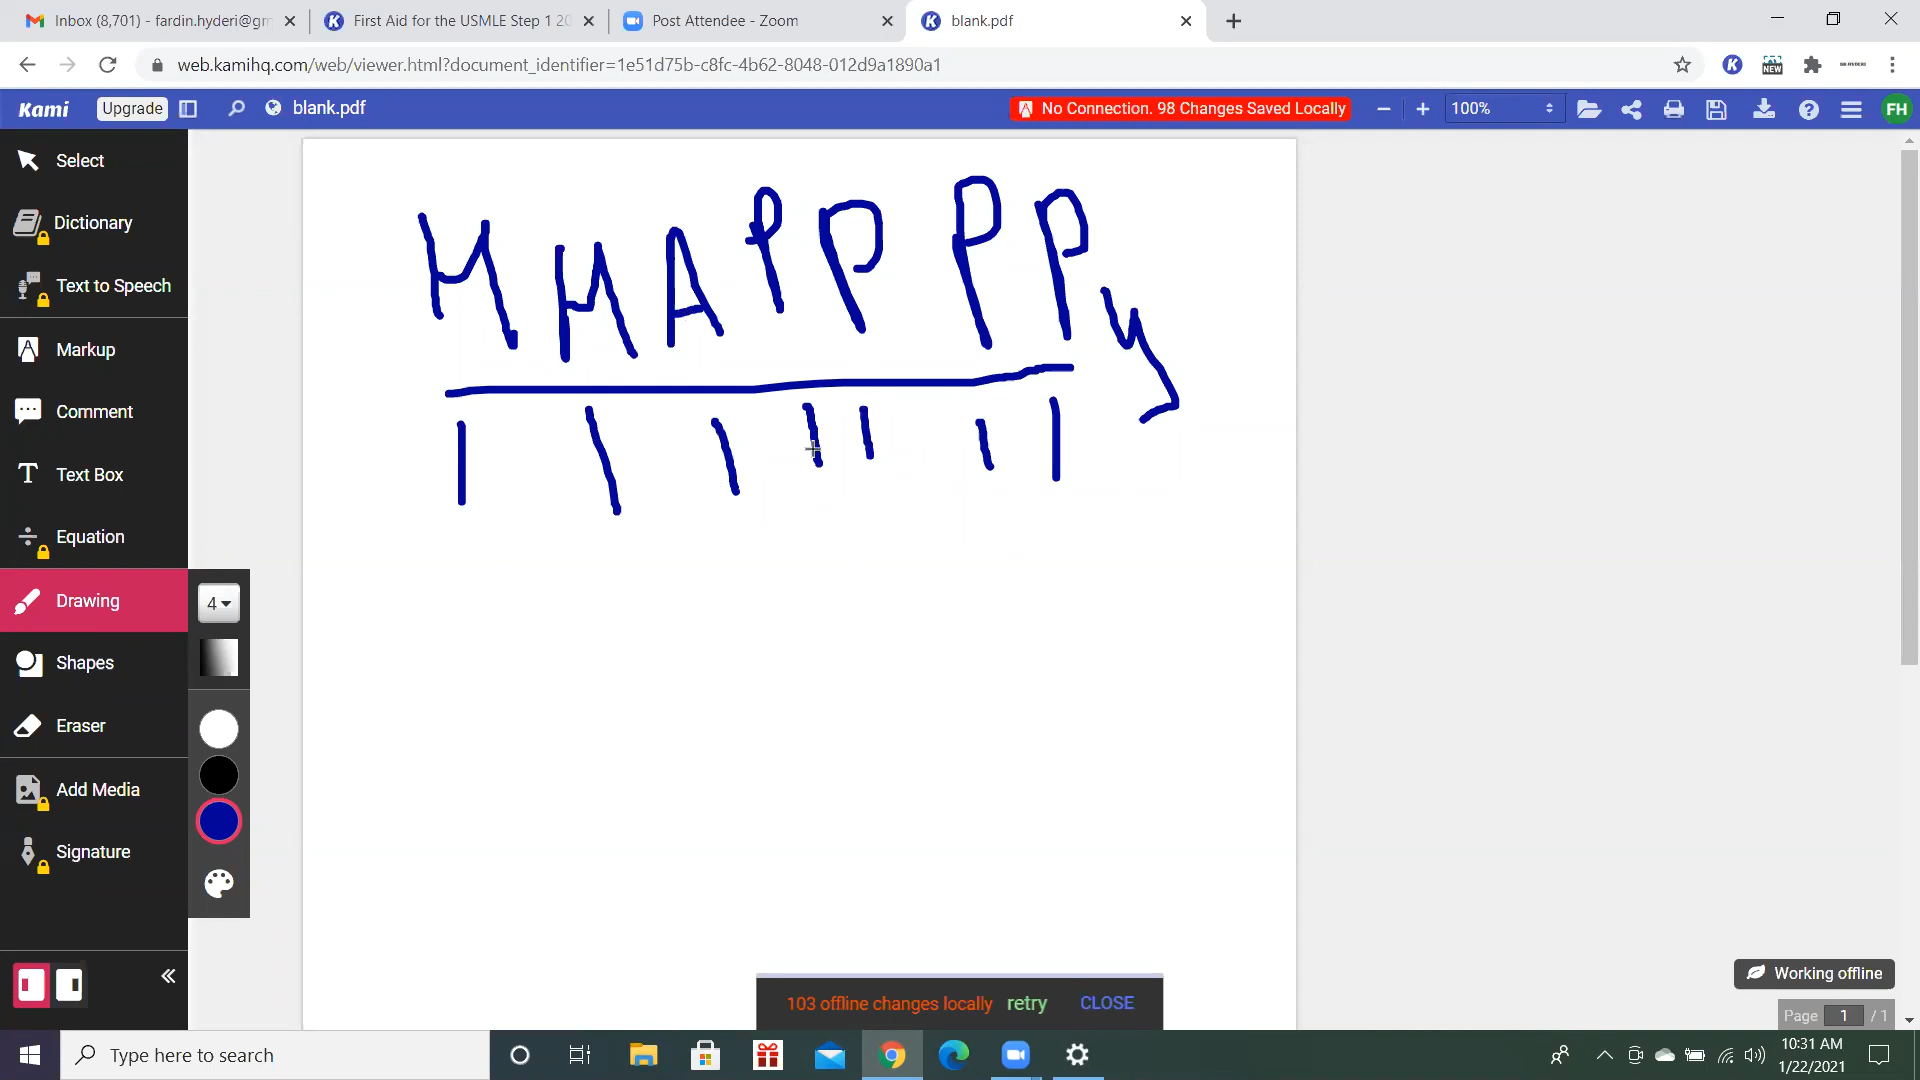 Inbox (8,701) - fardin.hyderi@gm
First Aid for the USMLE Step 1 20
Post Attendee - Zoom
blank.pdf
web.kamihq.com/web/viewer.html?document_identifier=1e51d75b-c8fc-4b62-8048-012d9a1890a1
NEW
Kami
Upgrade
blank.pdf
No Connection. 98 Changes Saved Locally
100%
FH
Select
Dictionary
Text to Speech
Markup
Comment
Text Box
Equation
Drawing
4
Shapes
Eraser
Add Media
Signature
MMAPPPPy
103 offline changes locally retry CLOSE
Working offline
Page 1 / 1
Type here to search
10:31 AM
1/22/2021